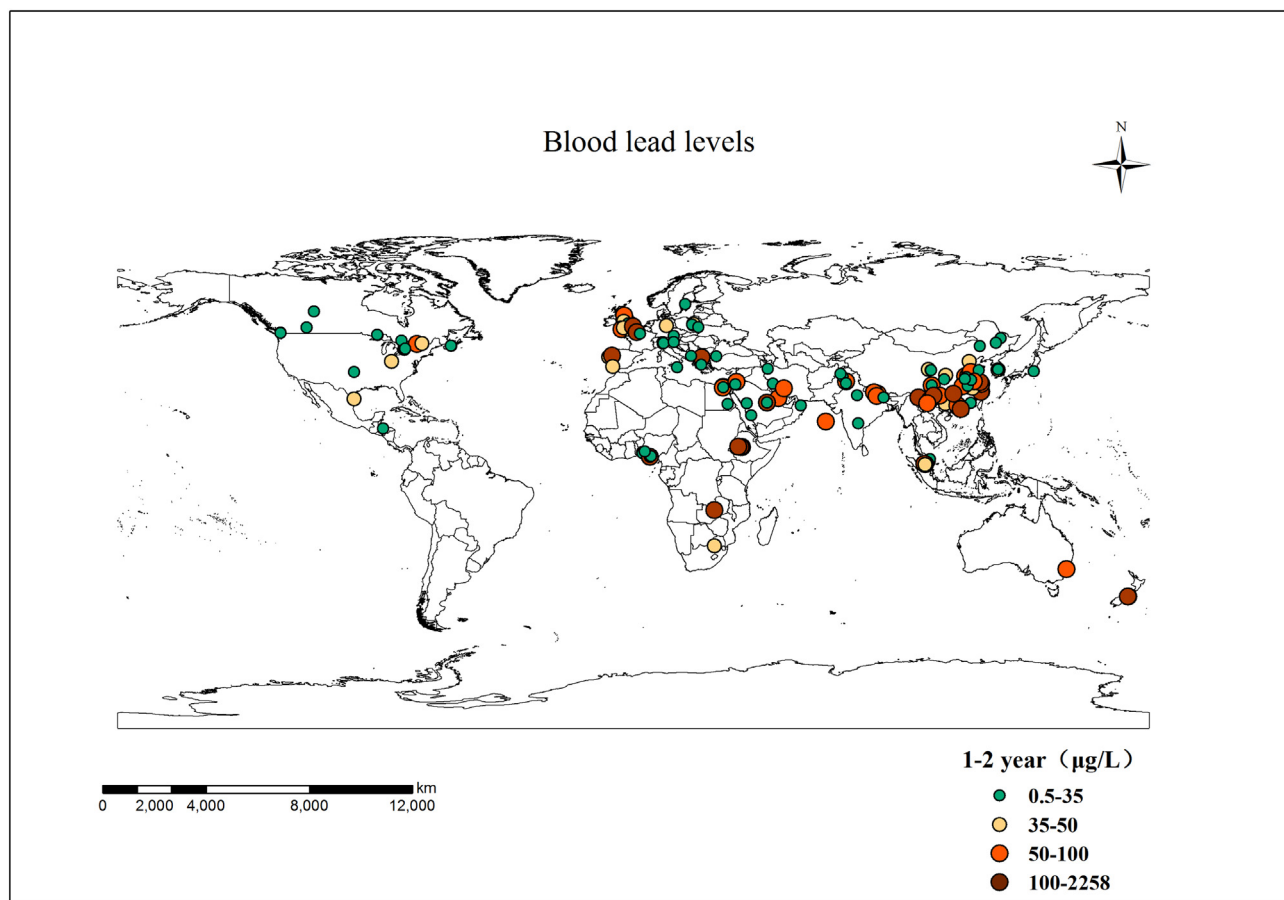 Blood lead levels
N
km
0 2,000 4,000 8,000 12,000
1-2 year（μg/L）
0.5-35
35-50
50-100
100-2258